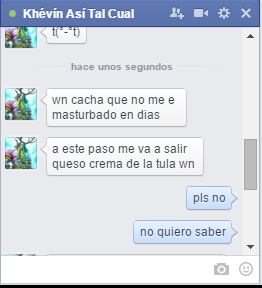 Khévín Así Tal Cual
t(°-°t)
hace unos segundos
wn cacha que no me e
masturbado en dias
a este paso me va a salir
queso crema de la tula wn
pls no
no quiero saber